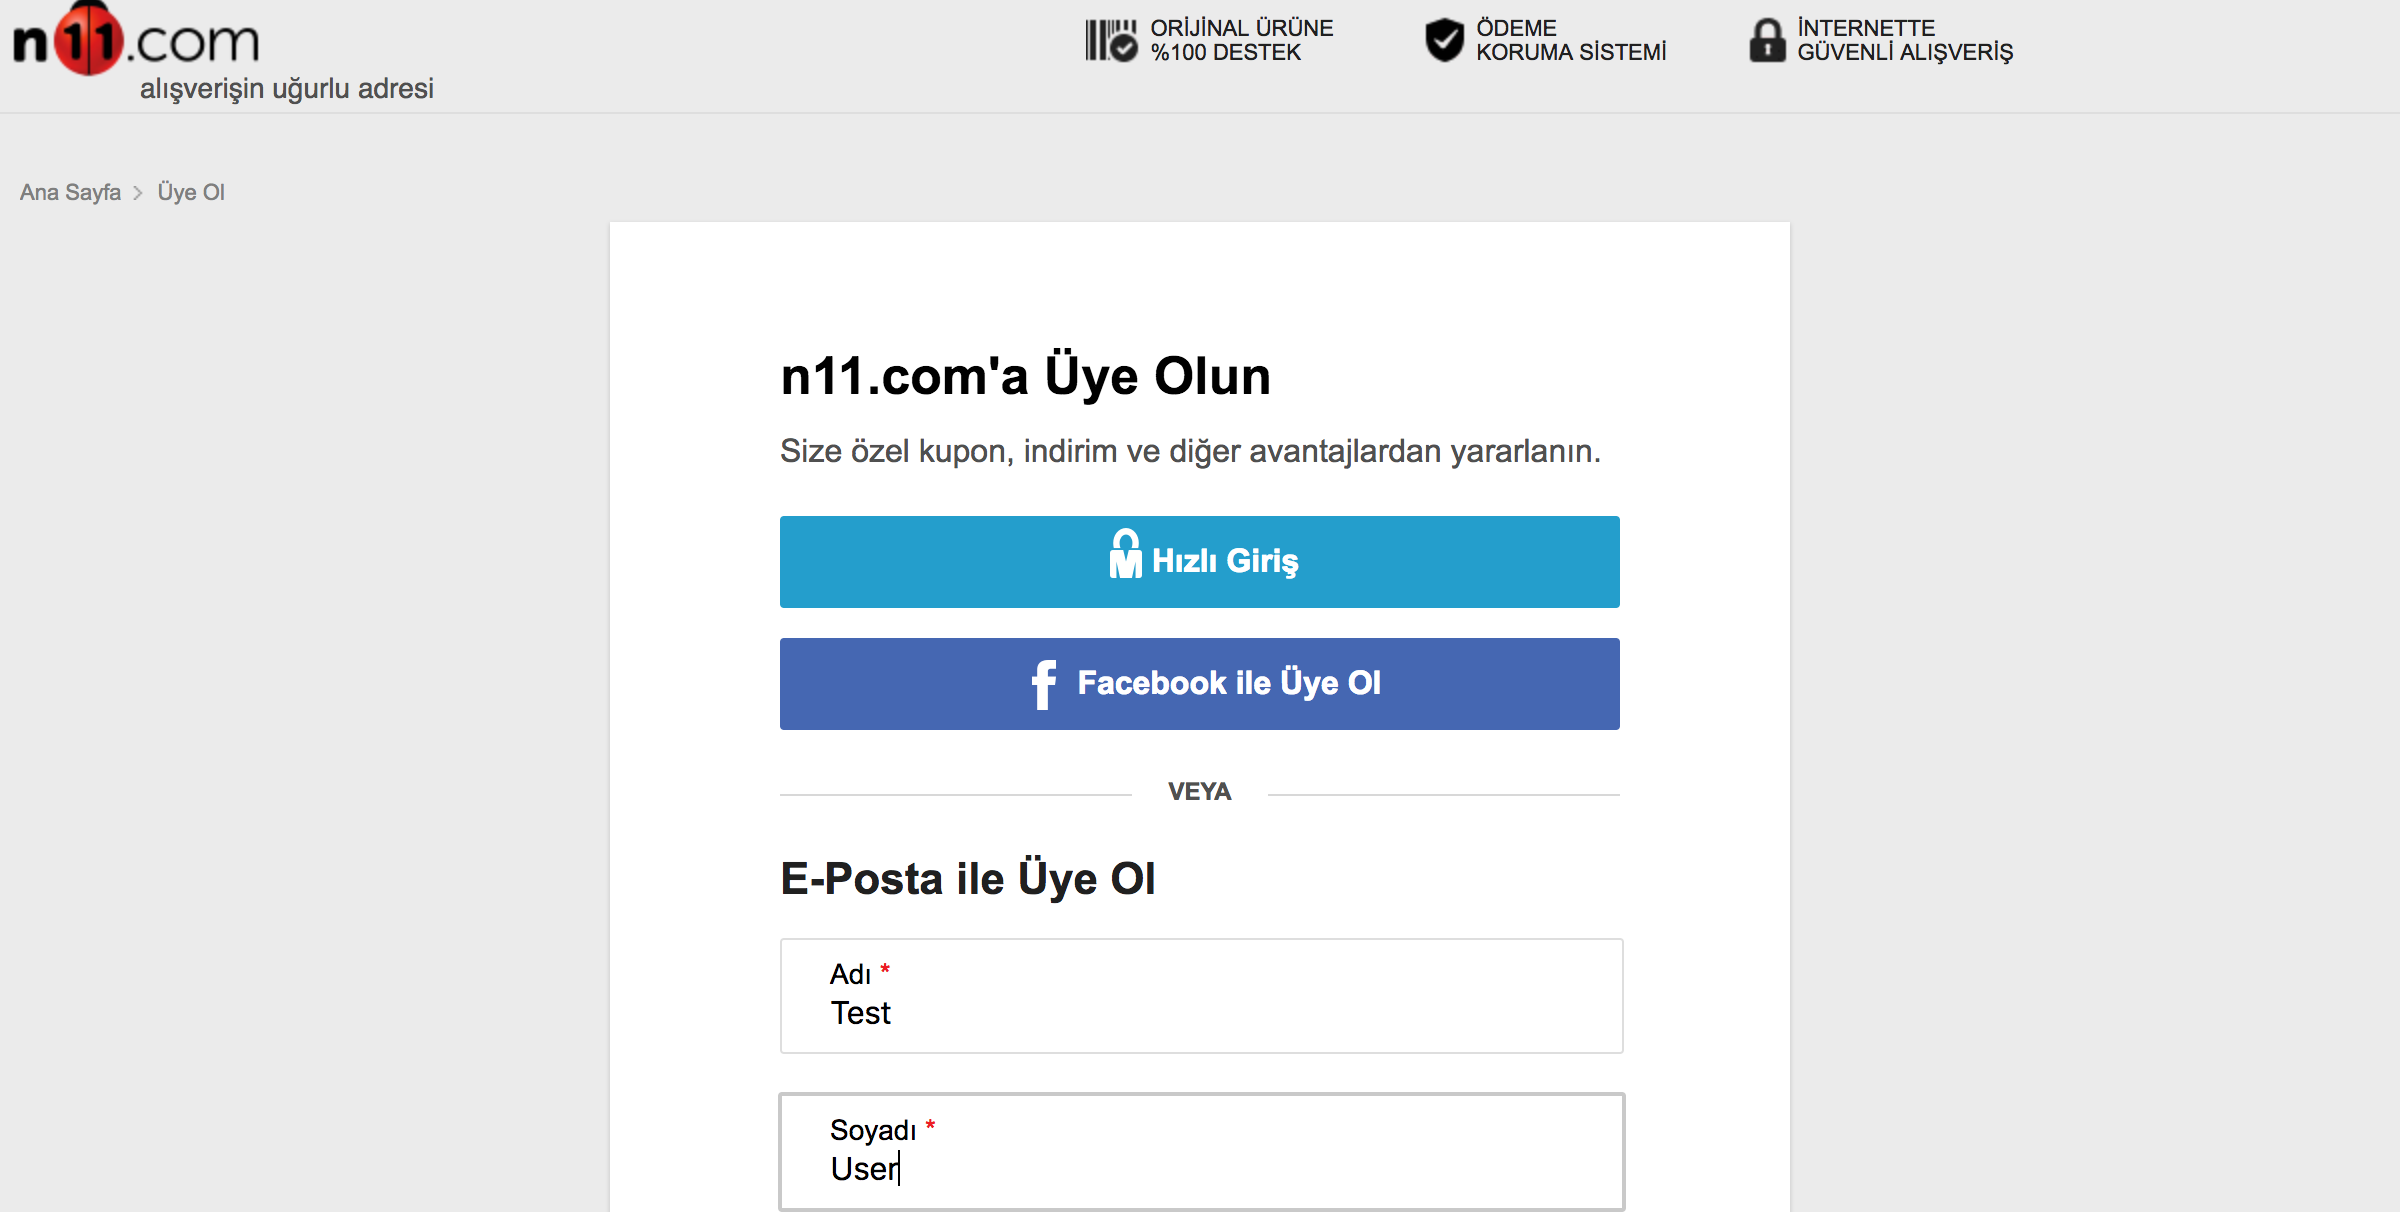 n11.com
alışverişin uğurlu adresi
ORİJİNAL ÜRÜNE
%100 DESTEK
ÖDEME
KORUMA SİSTEMİ
İNTERNETTE
GÜVENLİ ALIŞVERİŞ
Ana Sayfa > Üye Ol
n11.com'a Üye Olun
Size özel kupon, indirim ve diğer avantajlardan yararlanın.
Hızlı Giriş
f Facebook ile Üye Ol
VEYA
E-Posta ile Üye Ol
Adı *
Test
Soyadı *
User